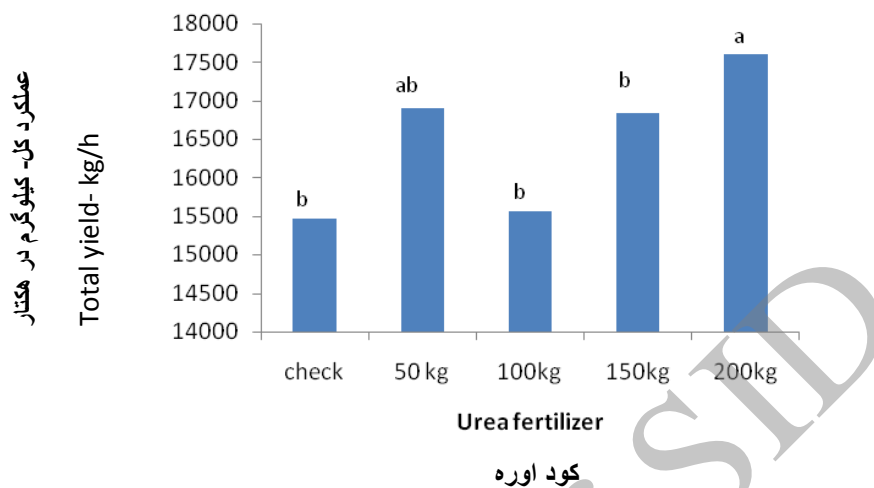 عملکرد کل- کیلوگرم در هکتار
Total yield- kg/h
18000
17500
17000
16500
16000
15500
15000
14500
14000
b
ab
b
b
a
check 50 kg 100kg 150kg 200kg
Urea fertilizer
کود اوره
SID